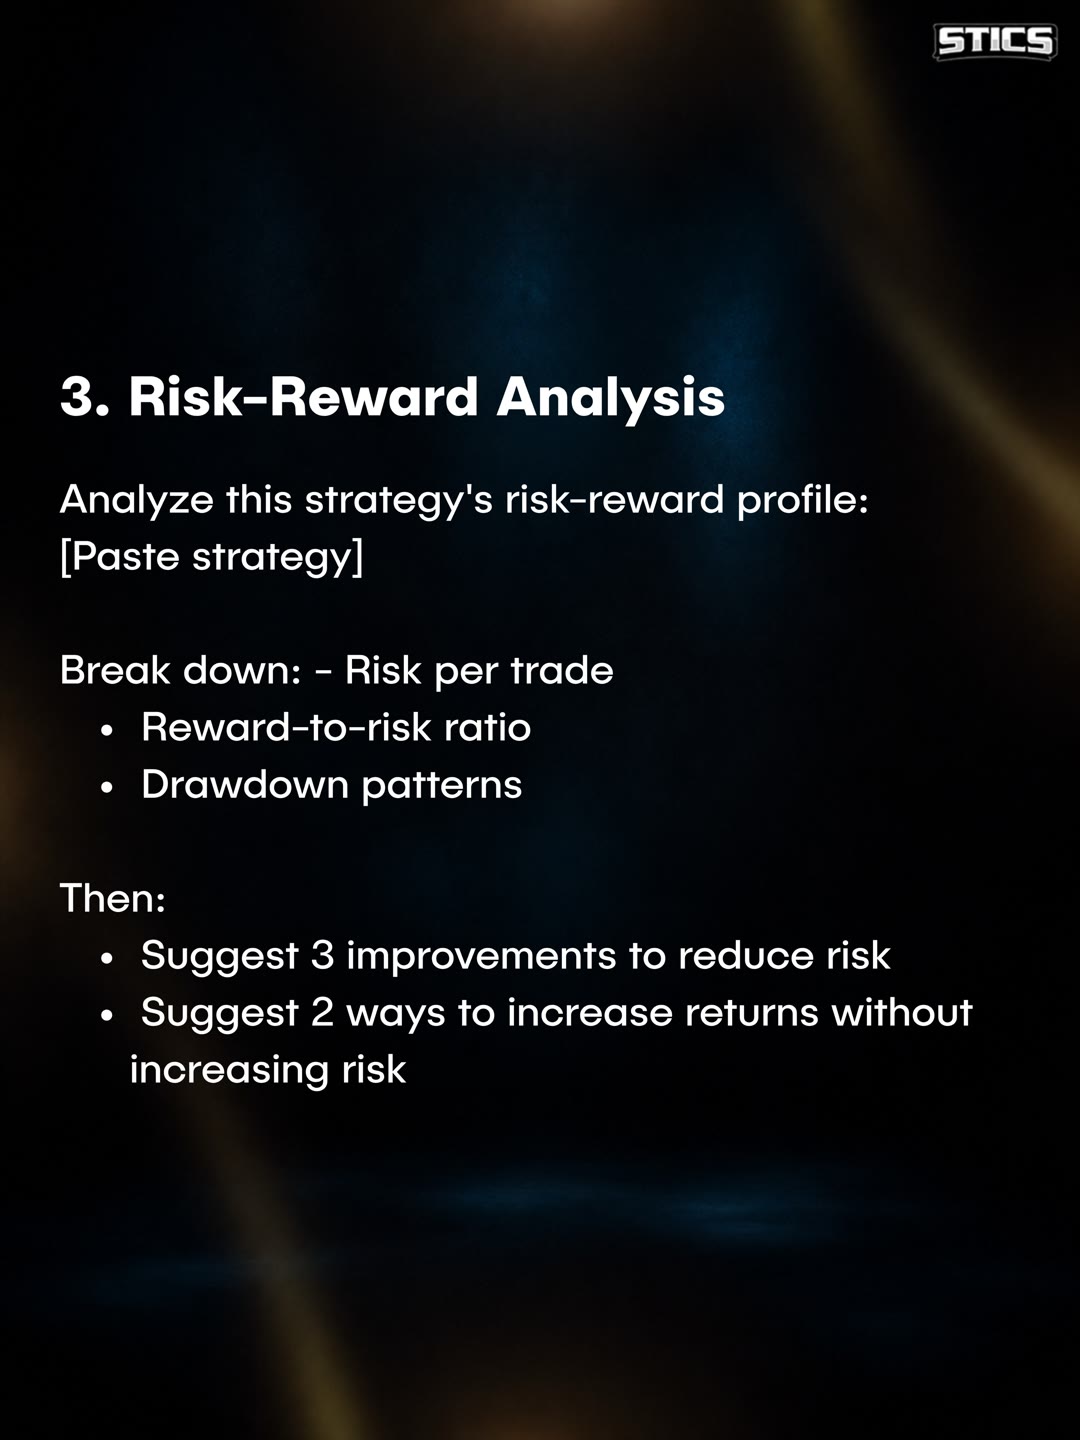 STICS
3. Risk-Reward Analysis
Analyze this strategy's risk-reward profile:
[Paste strategy]
Break down: - Risk per trade
• Reward-to-risk ratio
• Drawdown patterns
Then:
• Suggest 3 improvements to reduce risk
• Suggest 2 ways to increase returns without
increasing risk